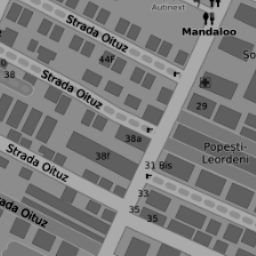 Autinext
Strada Oituz
Mandaloo
44F
Strada Oituz
38
29
38a
Popești-
Leordeni
Strada Oituz
38f
31 Bis
33
35
35
Strada Oituz